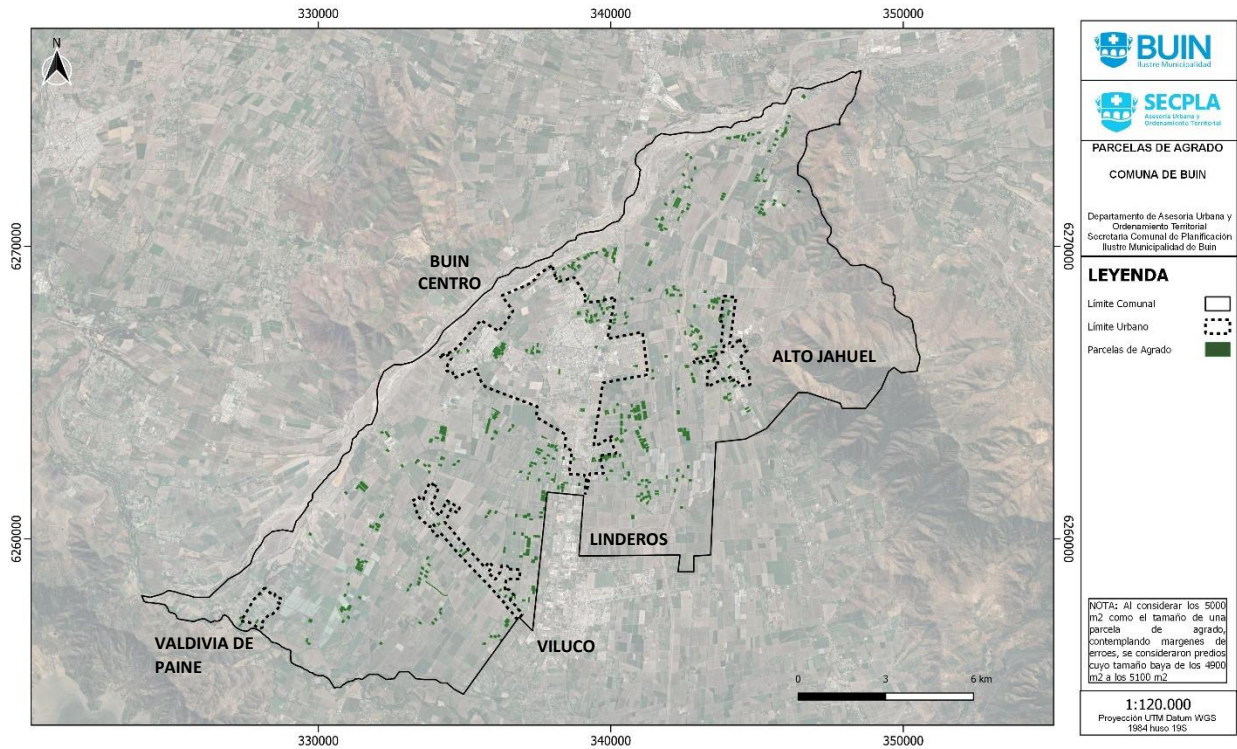 330000
340000
350000
N
6270000
6260000
6270000
6260000
BUIN
CENTRO
ALTO JAHUEL
LINDEROS
VALDIVIA DE
PAINE
VILUCO
0
3
6 km
330000
340000
350000
BUIN
Ilustre Municipalidad
SECPLA
Asesoría Urbana y
Ordenamiento Territorial
PARCELAS DE AGRADO
COMUNA DE BUIN
Departamento de Asesoría Urbana y
Ordenamiento Territorial
Secretaría Comunal de Planificación
Ilustre Municipalidad de Buin
LEYENDA
Límite Comunal
Límite Urbano
Parcelas de Agrado
NOTA: Al considerar los 5000
m2 como el tamaño de una
parcela de agrado,
contemplando margenes de
erroes, se consideraron predios
cuyo tamaño baya de los 4900
m2 a los 5100 m2
1:120.000
Proyección UTM Datum WGS
1984 huso 19S